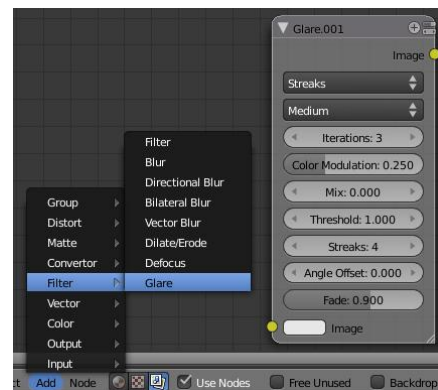 Glare.001
Image
Streaks
Medium
Iterations: 3
Color Modulation: 0.250
Mix: 0.000
Threshold: 1.000
Streaks: 4
Angle Offset: 0.000
Fade: 0.900
Image
Filter
Blur
Directional Blur
Bilateral Blur
Vector Blur
Dilate/Erode
Defocus
Glare
Group
Distort
Matte
Convertor
Filter
Vector
Color
Output
Input
ct Add Node Use Nodes Free Unused Backdrop